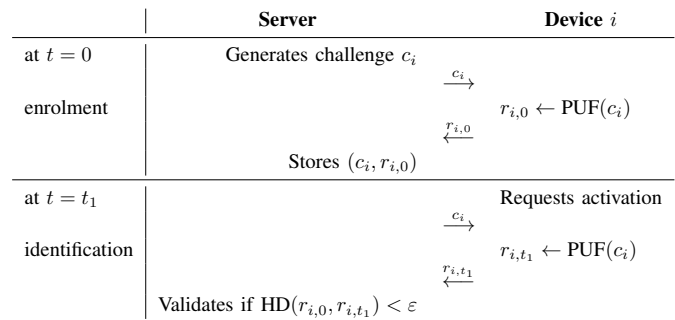 Server Device i
at t = 0 Generates challenge c_i
c_i →
enrolment r_{i,0} ← PUF(c_i)
r_{i,0} ←
Stores (c_i, r_{i,0})
at t = t_1 Requests activation
c_i →
identification r_{i,t_1} ← PUF(c_i)
r_{i,t_1} ←
Validates if HD(r_{i,0}, r_{i,t_1}) < ε